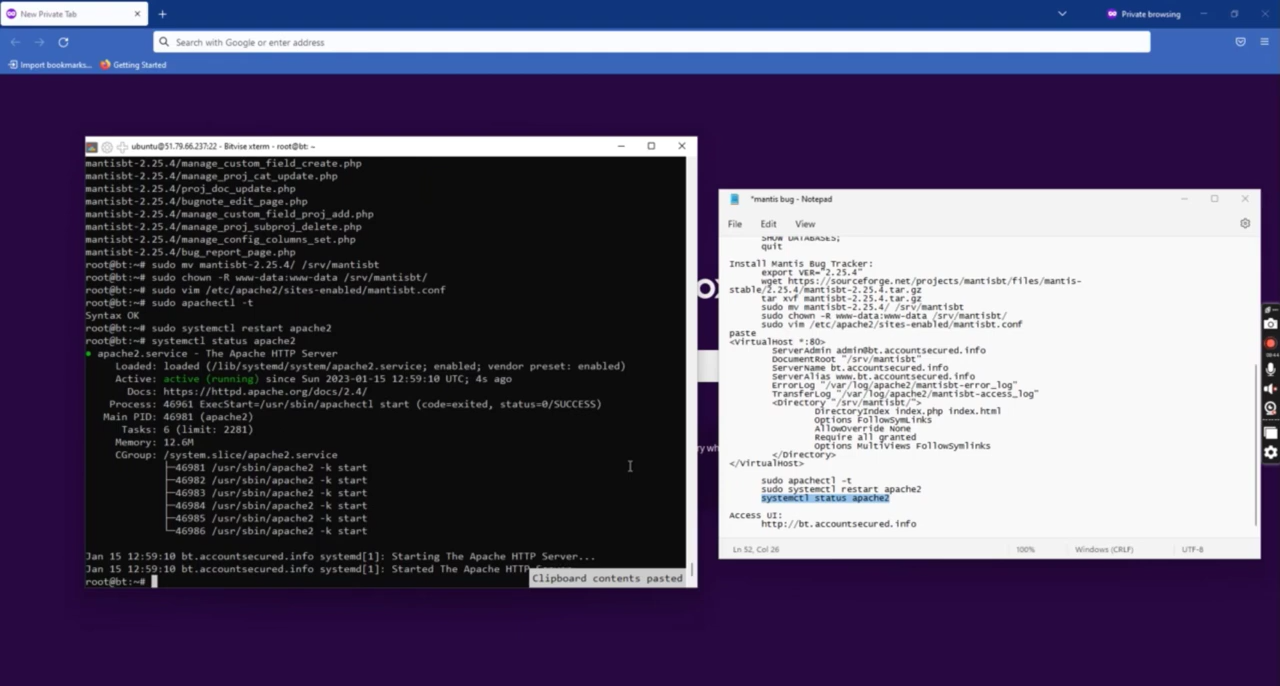 New Private Tab
Private browsing
Search with Google or enter address
Import bookmarks...
Getting Started
ubuntu@51.79.66.237:22 - Bitvise xterm - root@bt: ~
mantisbt-2.25.4/manage_custom_field_create.php
mantisbt-2.25.4/manage_proj_cat_update.php
mantisbt-2.25.4/proj_doc_update.php
mantisbt-2.25.4/bugnote_edit_page.php
mantisbt-2.25.4/manage_custom_field_proj_add.php
mantisbt-2.25.4/manage_proj_subproj_delete.php
mantisbt-2.25.4/manage_config_columns_set.php
mantisbt-2.25.4/bug_report_page.php
root@bt:~# sudo mv mantisbt-2.25.4/ /srv/mantisbt
root@bt:~# sudo chown -R www-data:www-data /srv/mantisbt/
root@bt:~# sudo vim /etc/apache2/sites-enabled/mantisbt.conf
root@bt:~# sudo apachectl -t
Syntax OK
root@bt:~# sudo systemctl restart apache2
root@bt:~# systemctl status apache2
● apache2.service - The Apache HTTP Server
Loaded: loaded (/lib/systemd/system/apache2.service; enabled; vendor preset: enabled)
Active: active (running) since Sun 2023-01-15 12:59:10 UTC; 4s ago
Docs: https://httpd.apache.org/docs/2.4/
Process: 46961 ExecStart=/usr/sbin/apachectl start (code=exited, status=0/SUCCESS)
Main PID: 46981 (apache2)
Tasks: 6 (limit: 2281)
Memory: 12.6M
CGroup: /system.slice/apache2.service
├─46981 /usr/sbin/apache2 -k start
├─46982 /usr/sbin/apache2 -k start
├─46983 /usr/sbin/apache2 -k start
├─46984 /usr/sbin/apache2 -k start
├─46985 /usr/sbin/apache2 -k start
└─46986 /usr/sbin/apache2 -k start
Jan 15 12:59:10 bt.accountsecured.info systemd[1]: Starting The Apache HTTP Server...
Jan 15 12:59:10 bt.accountsecured.info systemd[1]: Started The Apache HTTP
root@bt:~#
Clipboard contents pasted
*mantis bug - Notepad
File Edit View
SHOW DATABASES;
quit
Install Mantis Bug Tracker:
export VER="2.25.4"
wget https://sourceforge.net/projects/mantisbt/files/mantis-
stable/2.25.4/mantisbt-2.25.4.tar.gz
tar xvf mantisbt-2.25.4.tar.gz
sudo mv mantisbt-2.25.4/ /srv/mantisbt
sudo chown -R www-data:www-data /srv/mantisbt/
sudo vim /etc/apache2/sites-enabled/mantisbt.conf
paste
<VirtualHost *:80>
ServerAdmin admin@bt.accountsecured.info
DocumentRoot "/srv/mantisbt"
ServerName bt.accountsecured.info
ServerAlias www.bt.accountsecured.info
ErrorLog "/var/log/apache2/mantisbt-error_log"
TransferLog "/var/log/apache2/mantisbt-access_log"
<Directory "/srv/mantisbt/">
DirectoryIndex index.php index.html
Options FollowSymLinks
AllowOverride None
Require all granted
Options MultiViews FollowSymlinks
</Directory>
</VirtualHost>
sudo apachectl -t
sudo systemctl restart apache2
systemctl status apache2
Access UI:
http://bt.accountsecured.info
Ln 52, Col 26
100%
Windows (CRLF)
UTF-8